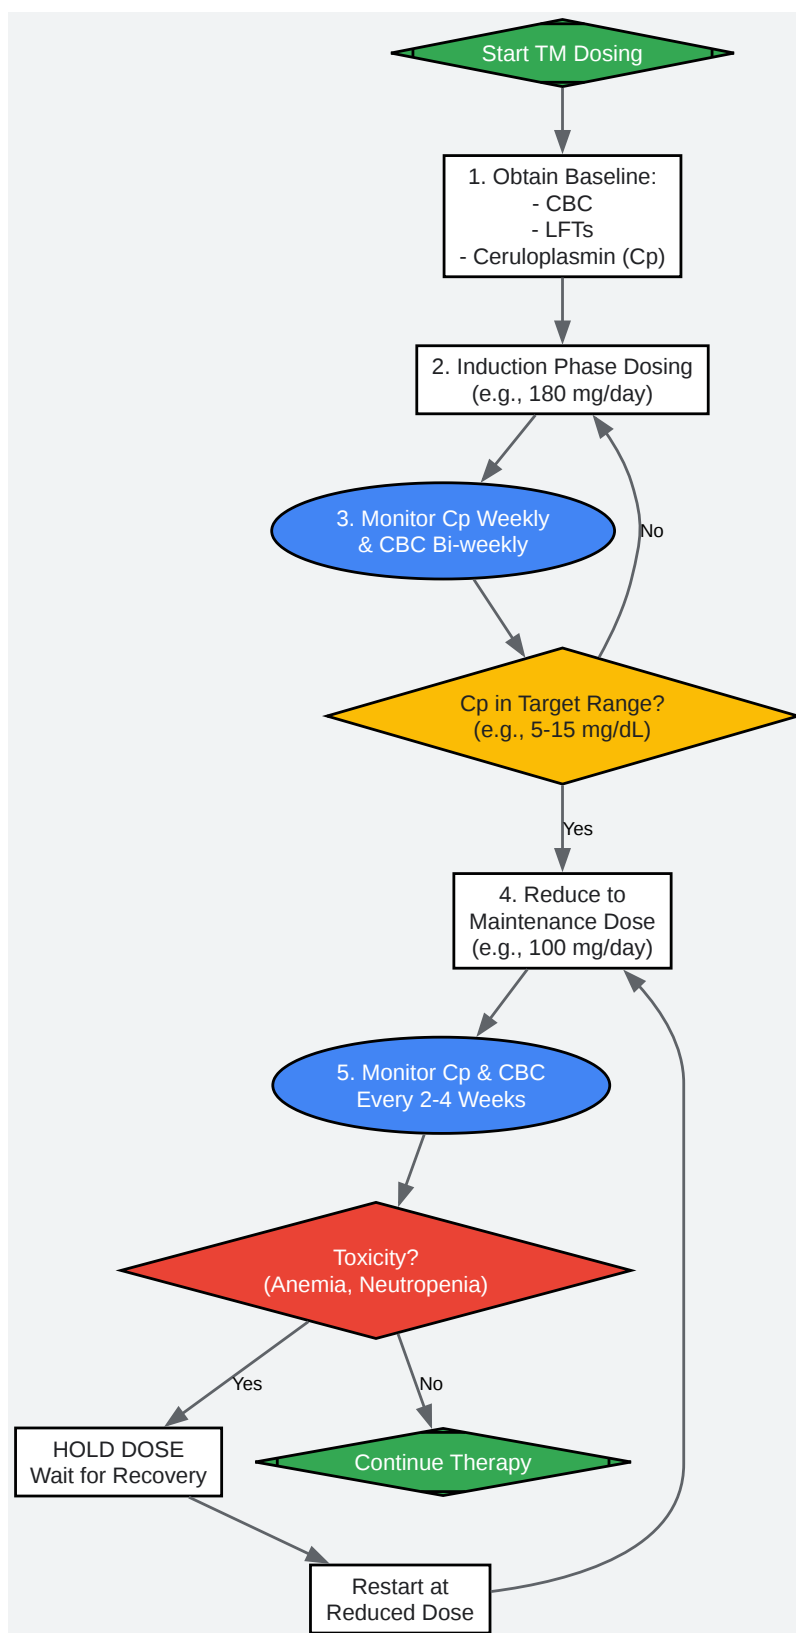 Start TM Dosing
1. Obtain Baseline:
- CBC
- LFTs
- Ceruloplasmin (Cp)
2. Induction Phase Dosing
(e.g., 180 mg/day)
3. Monitor Cp Weekly
& CBC Bi-weekly
No
Cp in Target Range?
(e.g., 5-15 mg/dL)
Yes
4. Reduce to
Maintenance Dose
(e.g., 100 mg/day)
5. Monitor Cp & CBC
Every 2-4 Weeks
Toxicity?
(Anemia, Neutropenia)
Yes
No
HOLD DOSE
Wait for Recovery
Continue Therapy
Restart at
Reduced Dose